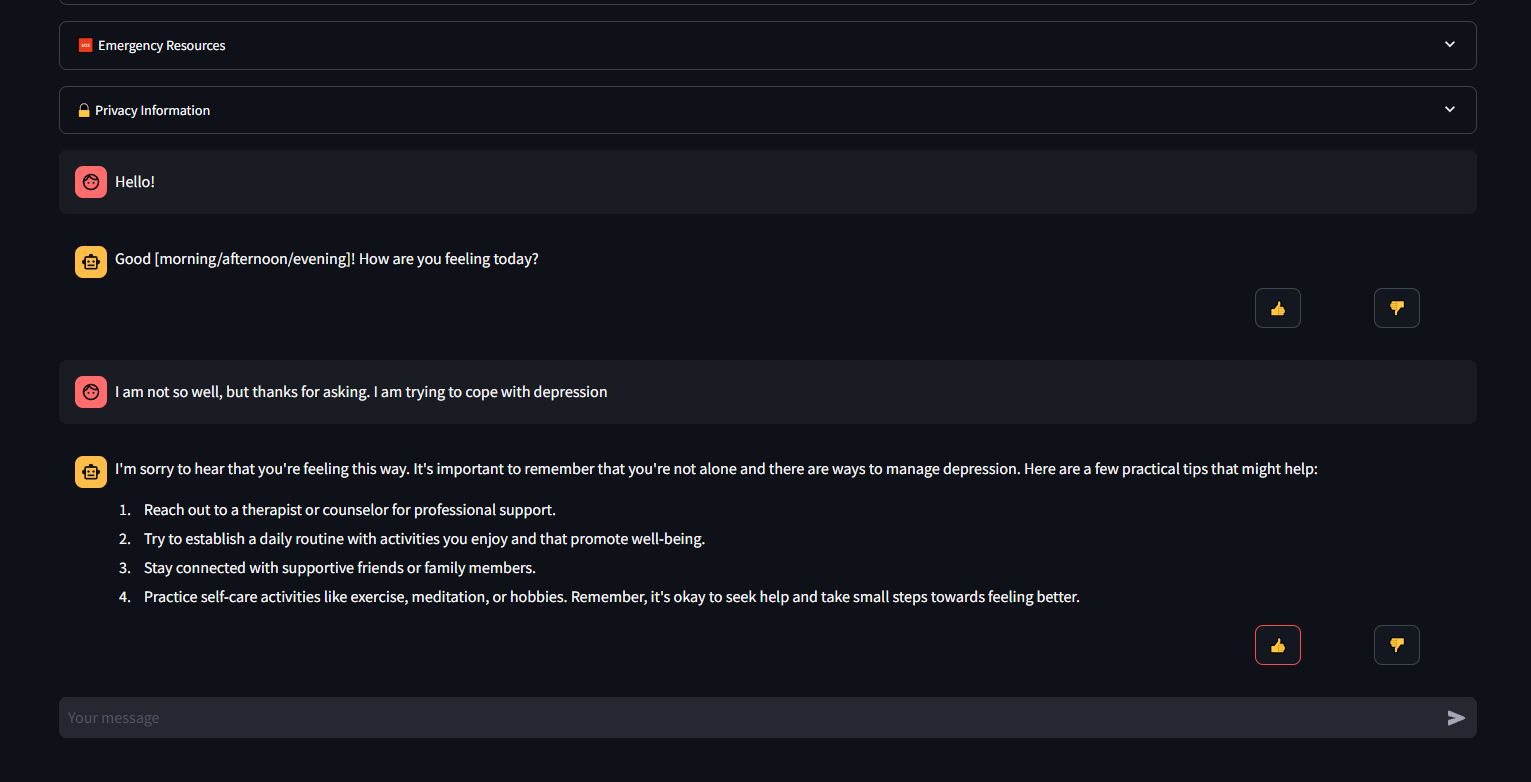 Emergency Resources
Privacy Information
Hello!
Good [morning/afternoon/evening]! How are you feeling today?
I am not so well, but thanks for asking. I am trying to cope with depression
I'm sorry to hear that you're feeling this way. It's important to remember that you're not alone and there are ways to manage depression. Here are a few practical tips that might help:
1. Reach out to a therapist or counselor for professional support.
2. Try to establish a daily routine with activities you enjoy and that promote well-being.
3. Stay connected with supportive friends or family members.
4. Practice self-care activities like exercise, meditation, or hobbies. Remember, it's okay to seek help and take small steps towards feeling better.
Your message